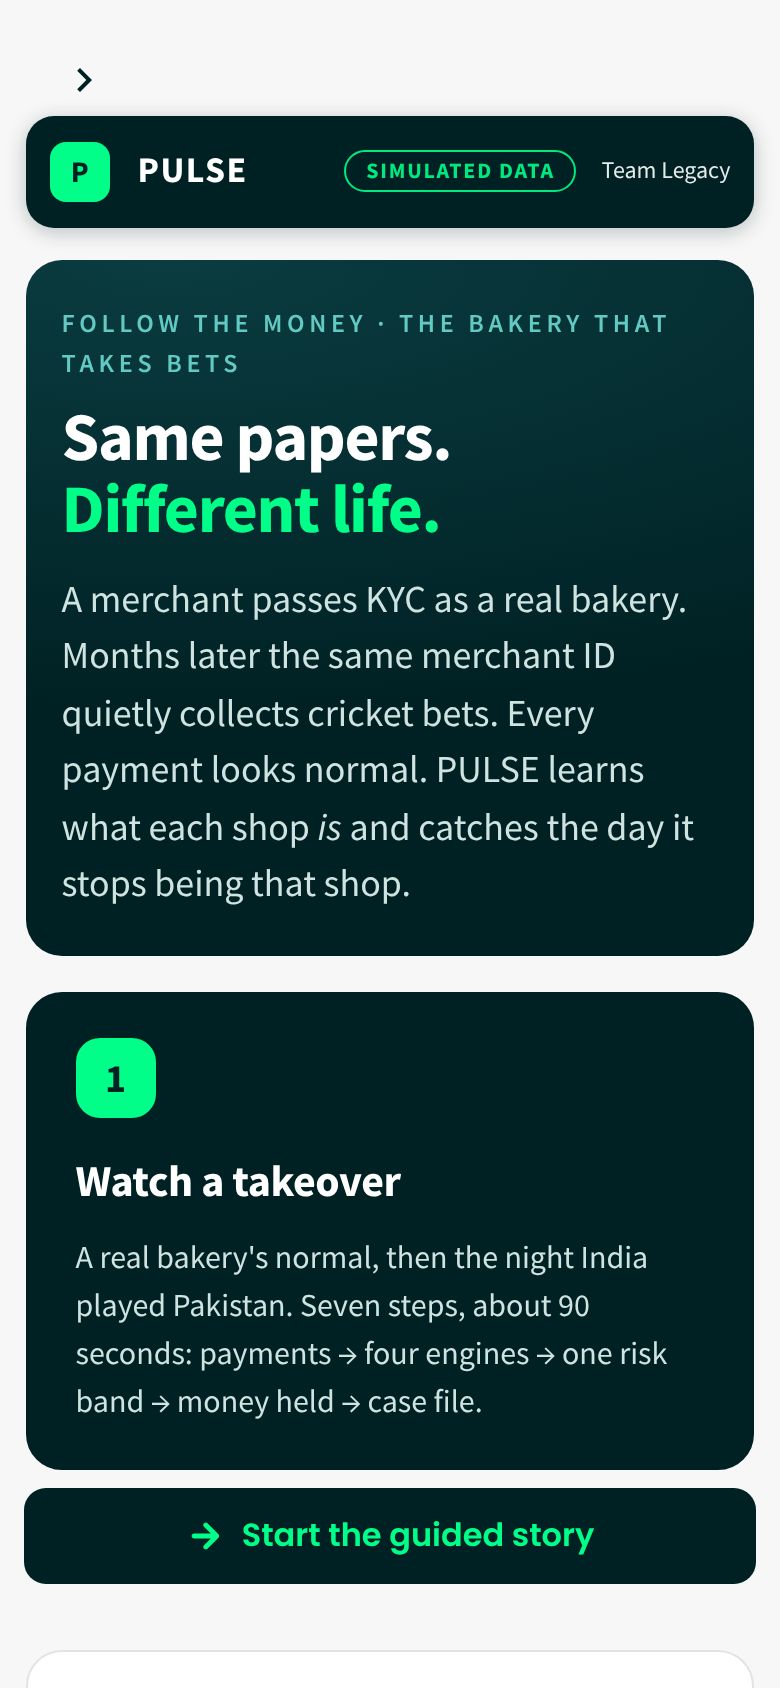 P PULSE SIMULATED DATA Team Legacy
FOLLOW THE MONEY · THE BAKERY THAT
TAKES BETS
Same papers.
Different life.
A merchant passes KYC as a real bakery.
Months later the same merchant ID
quietly collects cricket bets. Every
payment looks normal. PULSE learns
what each shop is and catches the day it
stops being that shop.
1
Watch a takeover
A real bakery's normal, then the night India
played Pakistan. Seven steps, about 90
seconds: payments → four engines → one risk
band → money held → case file.
→ Start the guided story